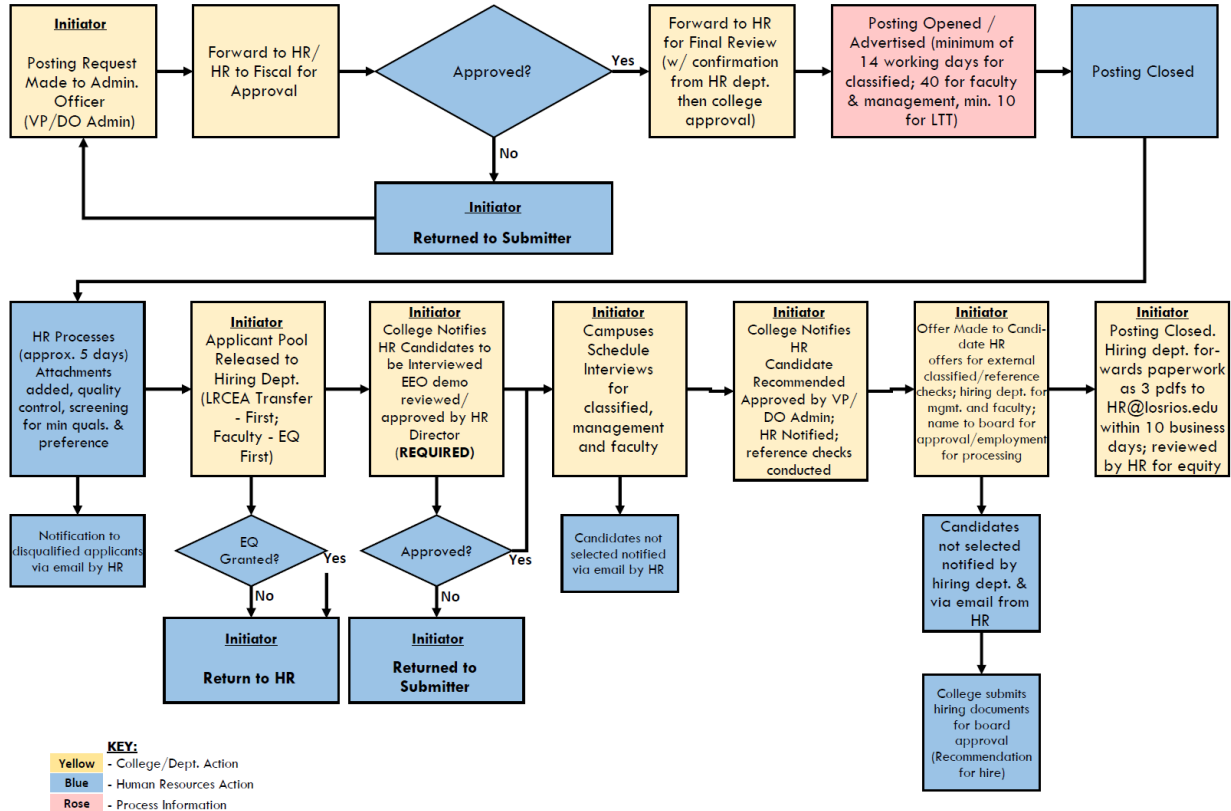 Initiator
Posting Request
Made to Admin.
Officer
(VP/DO Admin)
Forward to HR/
HR to Fiscal for
Approval
Approved?
Yes
No
Forward to HR
for Final Review
(w/ confirmation
from HR dept.
then college
approval)
Posting Opened /
Advertised (minimum of
14 working days for
classified; 40 for faculty
& management, min. 10
for LTT)
Posting Closed
Initiator
Returned to Submitter
HR Processes
(approx. 5 days)
Attachments
added, quality
control, screening
for min quals. &
preference
Initiator
Applicant Pool
Released to
Hiring Dept.
(LRCEA Transfer
- First;
Faculty - EQ
First)
Initiator
College Notifies
HR Candidates to
be Interviewed
EEO demo
reviewed/
approved by HR
Director
(REQUIRED)
Initiator
Campuses
Schedule
Interviews
for
classified,
management
and faculty
Initiator
College Notifies
HR
Candidate
Recommended
Approved by VP/
DO Admin;
HR Notified;
reference checks
conducted
Initiator
Offer Made to Candi-
date HR
offers for external
classified/reference
checks; hiring dept. for
mgmt. and faculty;
name to board for
approval/employment
for processing
Initiator
Posting Closed.
Hiring dept. for-
wards paperwork
as 3 pdfs to
HR@losrios.edu
within 10 business
days; reviewed
by HR for equity
Notification to
disqualified applicants
via email by HR
EQ
Granted?
Yes
No
Approved?
Yes
No
Candidates not
selected notified
via email by HR
Candidates
not selected
notified by
hiring dept. &
via email from
HR
Initiator
Return to HR
Initiator
Returned to
Submitter
College submits
hiring documents
for board
approval
(Recommendation
for hire)
KEY:
Yellow - College/Dept. Action
Blue - Human Resources Action
Rose - Process Information